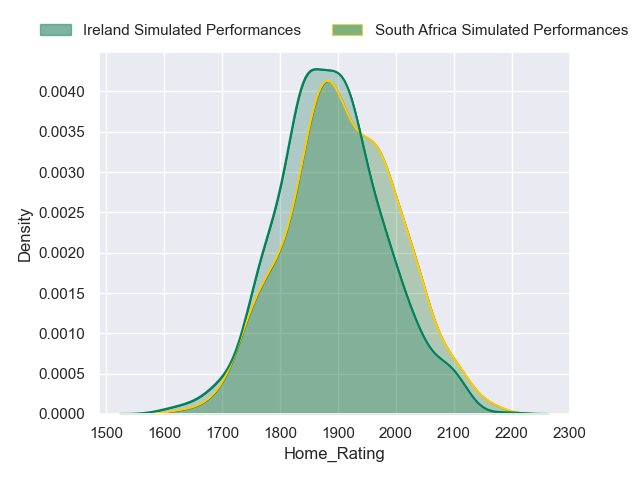 Ireland Simulated Performances South Africa Simulated Performances
0.0040
0.0035
0.0030
0.0025
0.0020
0.0015
0.0010
0.0005
0.0000
Density
1500 1600 1700 1800 1900 2000 2100 2200 2300
Home_Rating